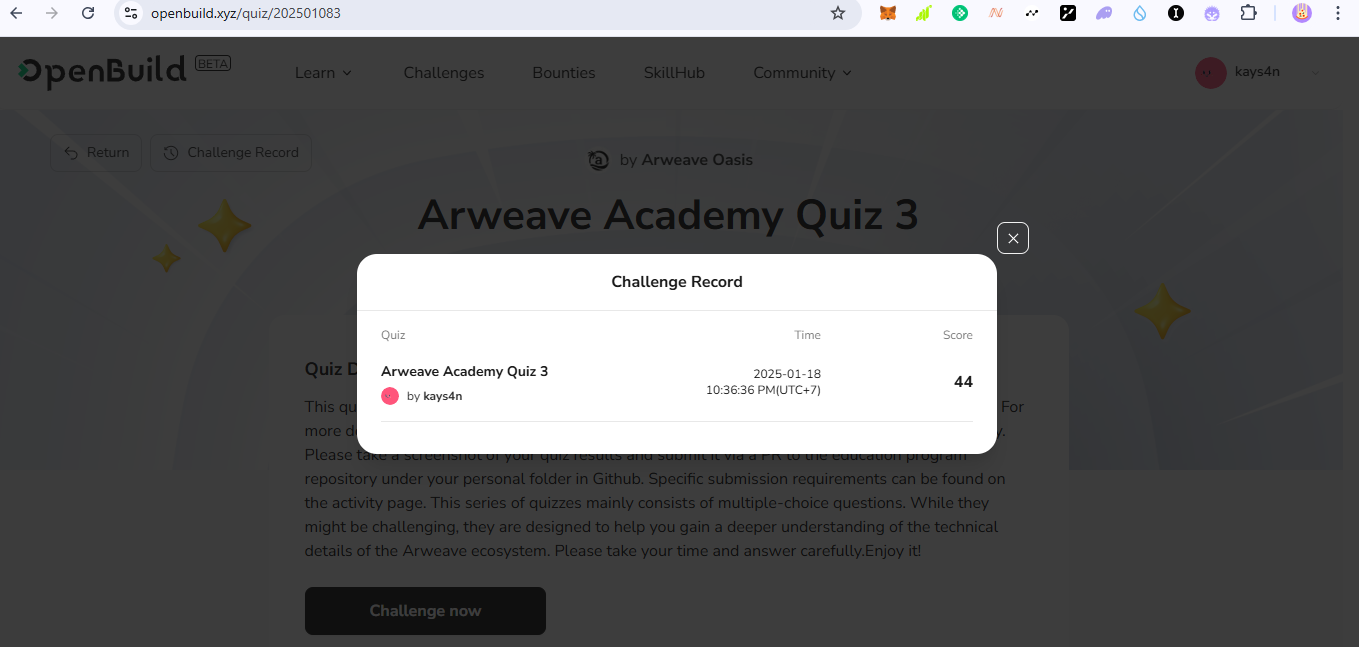 openbuild.xyz/quiz/202501083
OpenBuild BETA
Learn Challenges Bounties SkillHub Community kays4n
Return Challenge Record
by Arweave Oasis
Arweave Academy Quiz 3
Challenge Record
Quiz Time Score
Arweave Academy Quiz 3
by kays4n
2025-01-18
10:36:36 PM(UTC+7)
44
Quiz D
This qu For
more de y.
Please take a screenshot of your quiz results and submit it via a PR to the education program
repository under your personal folder in Github. Specific submission requirements can be found on
the activity page. This series of quizzes mainly consists of multiple-choice questions. While they
might be challenging, they are designed to help you gain a deeper understanding of the technical
details of the Arweave ecosystem. Please take your time and answer carefully.Enjoy it!
Challenge now